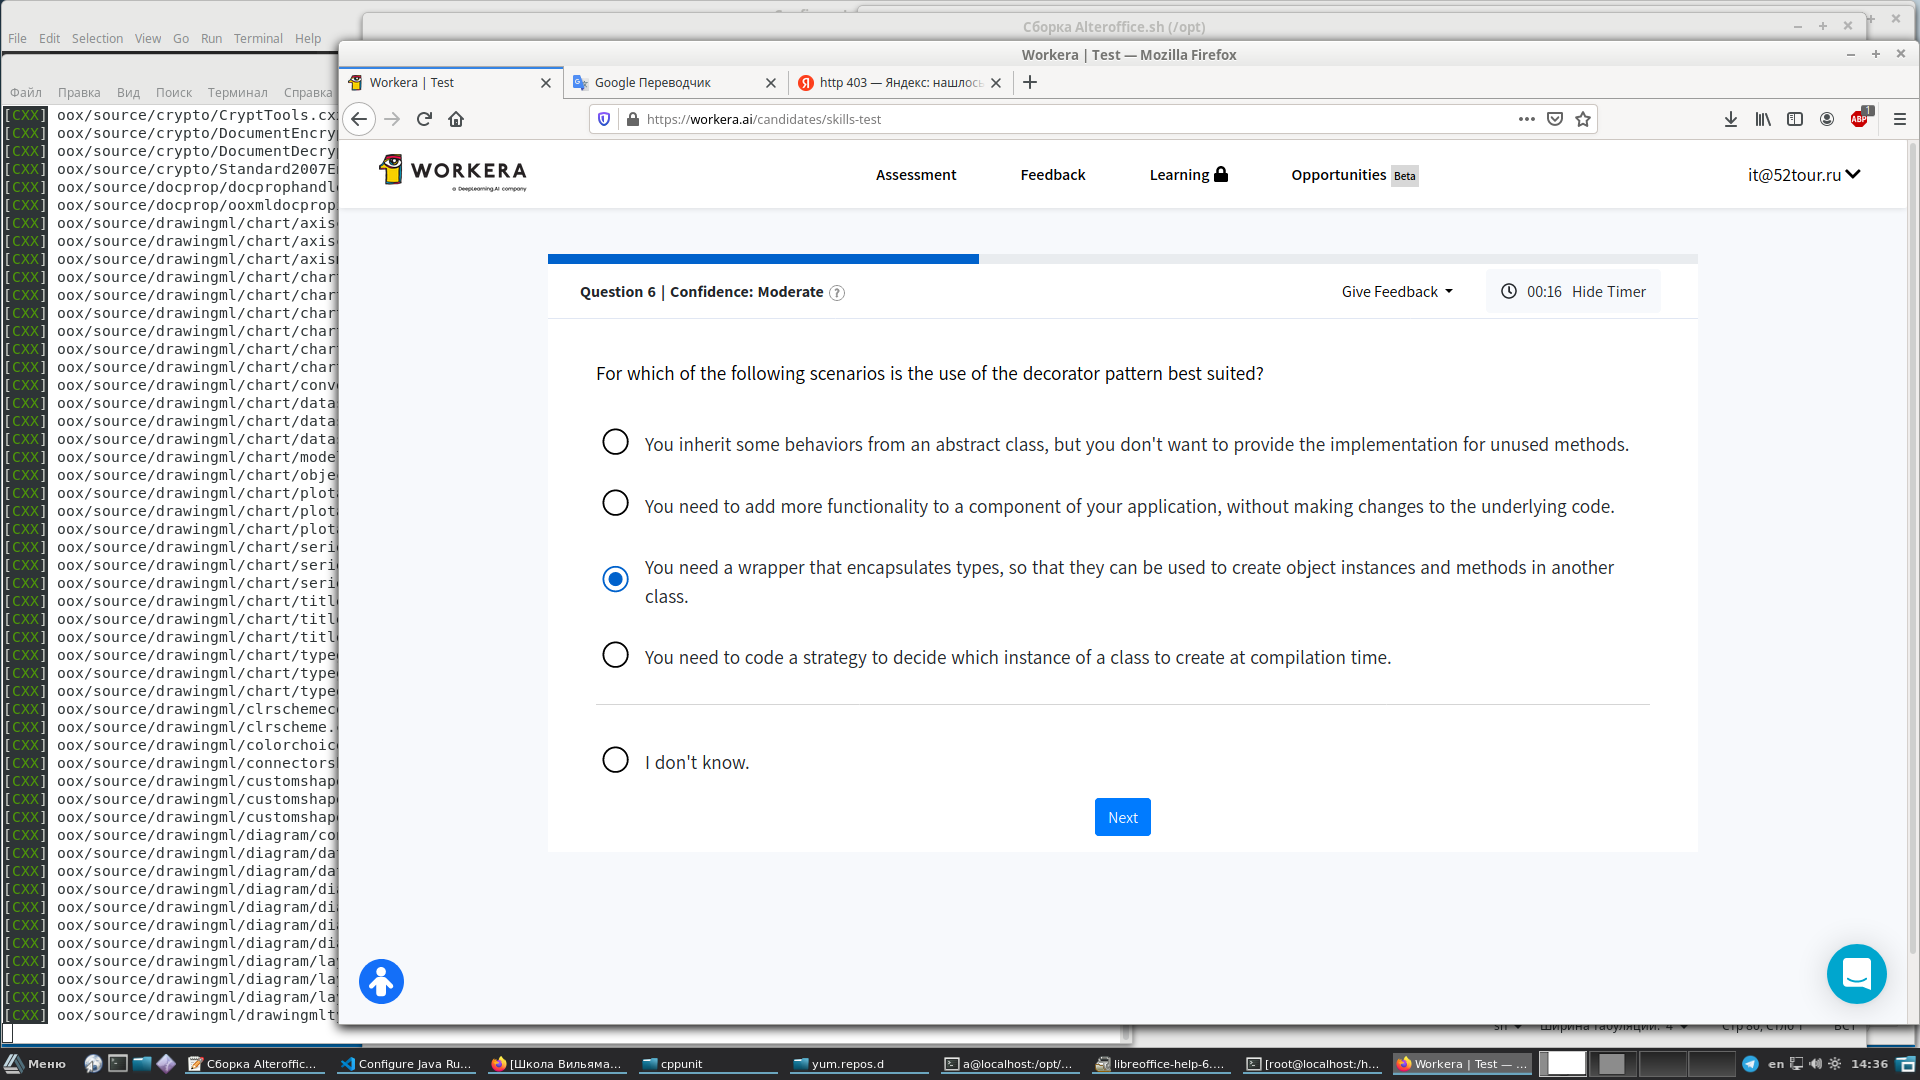 Сборка Alteroffice.sh (/opt)
File Edit Selection View Go Run Terminal Help
Workera | Test — Mozilla Firefox
Файл Правка Вид Поиск Терминал Справка
Workera | Test
Google Переводчик
http 403 — Яндекс: нашлос
https://workera.ai/candidates/skills-test
ABP
1
WORKERA
a DeepLearning.AI company
Assessment
Feedback
Learning
Opportunities Beta
it@52tour.ru
Question 6 | Confidence: Moderate ?
Give Feedback
00:16 Hide Timer
For which of the following scenarios is the use of the decorator pattern best suited?
You inherit some behaviors from an abstract class, but you don't want to provide the implementation for unused methods.
You need to add more functionality to a component of your application, without making changes to the underlying code.
You need a wrapper that encapsulates types, so that they can be used to create object instances and methods in another
class.
You need to code a strategy to decide which instance of a class to create at compilation time.
I don't know.
Next
[CXX] oox/source/crypto/CryptTools.cx
[CXX] oox/source/crypto/DocumentEncry
[CXX] oox/source/crypto/DocumentDecry
[CXX] oox/source/crypto/Standard2007E
[CXX] oox/source/docprop/docprophandl
[CXX] oox/source/docprop/ooxmldocprop
[CXX] oox/source/drawingml/chart/axis
[CXX] oox/source/drawingml/chart/axis
[CXX] oox/source/drawingml/chart/axis
[CXX] oox/source/drawingml/chart/char
[CXX] oox/source/drawingml/chart/char
[CXX] oox/source/drawingml/chart/char
[CXX] oox/source/drawingml/chart/char
[CXX] oox/source/drawingml/chart/char
[CXX] oox/source/drawingml/chart/char
[CXX] oox/source/drawingml/chart/conv
[CXX] oox/source/drawingml/chart/data
[CXX] oox/source/drawingml/chart/data
[CXX] oox/source/drawingml/chart/data
[CXX] oox/source/drawingml/chart/mode
[CXX] oox/source/drawingml/chart/obje
[CXX] oox/source/drawingml/chart/plot
[CXX] oox/source/drawingml/chart/plot
[CXX] oox/source/drawingml/chart/plot
[CXX] oox/source/drawingml/chart/seri
[CXX] oox/source/drawingml/chart/seri
[CXX] oox/source/drawingml/chart/seri
[CXX] oox/source/drawingml/chart/titl
[CXX] oox/source/drawingml/chart/titl
[CXX] oox/source/drawingml/chart/titl
[CXX] oox/source/drawingml/chart/type
[CXX] oox/source/drawingml/chart/type
[CXX] oox/source/drawingml/chart/type
[CXX] oox/source/drawingml/clrschemec
[CXX] oox/source/drawingml/clrscheme.
[CXX] oox/source/drawingml/colorchoic
[CXX] oox/source/drawingml/connectors
[CXX] oox/source/drawingml/customshap
[CXX] oox/source/drawingml/customshap
[CXX] oox/source/drawingml/customshap
[CXX] oox/source/drawingml/diagram/co
[CXX] oox/source/drawingml/diagram/da
[CXX] oox/source/drawingml/diagram/da
[CXX] oox/source/drawingml/diagram/di
[CXX] oox/source/drawingml/diagram/di
[CXX] oox/source/drawingml/diagram/di
[CXX] oox/source/drawingml/diagram/di
[CXX] oox/source/drawingml/diagram/la
[CXX] oox/source/drawingml/diagram/la
[CXX] oox/source/drawingml/diagram/la
[CXX] oox/source/drawingml/drawingmlt
Меню
Сборка Alteroffic...
Configure Java Ru...
[Школа Вильяма...
cppunit
yum.repos.d
a@localhost:/opt/...
libreoffice-help-6....
[root@localhost:/h...
Workera | Test — ...
en
14:36